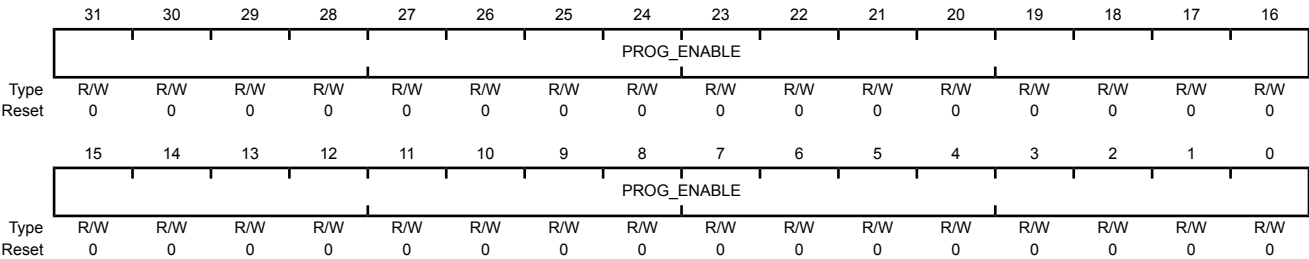 31 30 29 28 27 26 25 24 23 22 21 20 19 18 17 16
PROG_ENABLE
Type R/W R/W R/W R/W R/W R/W R/W R/W R/W R/W R/W R/W R/W R/W R/W R/W
Reset 0 0 0 0 0 0 0 0 0 0 0 0 0 0 0 0
15 14 13 12 11 10 9 8 7 6 5 4 3 2 1 0
PROG_ENABLE
Type R/W R/W R/W R/W R/W R/W R/W R/W R/W R/W R/W R/W R/W R/W R/W R/W
Reset 0 0 0 0 0 0 0 0 0 0 0 0 0 0 0 0